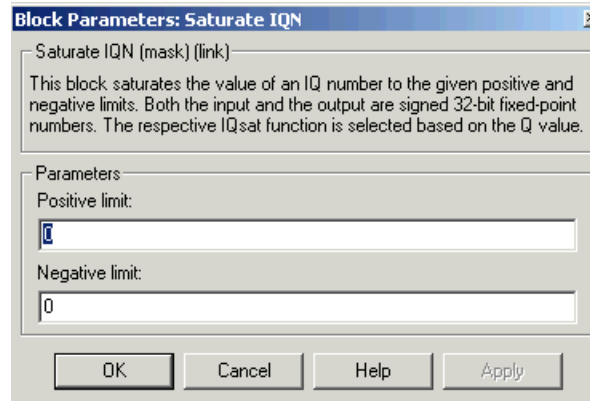 Block Parameters: Saturate IQN
Saturate IQN (mask) (link)
This block saturates the value of an IQ number to the given positive and
negative limits. Both the input and the output are signed 32-bit fixed-point
numbers. The respective IQsat function is selected based on the Q value.
Parameters
Positive limit:
0
Negative limit:
0
OK Cancel Help Apply